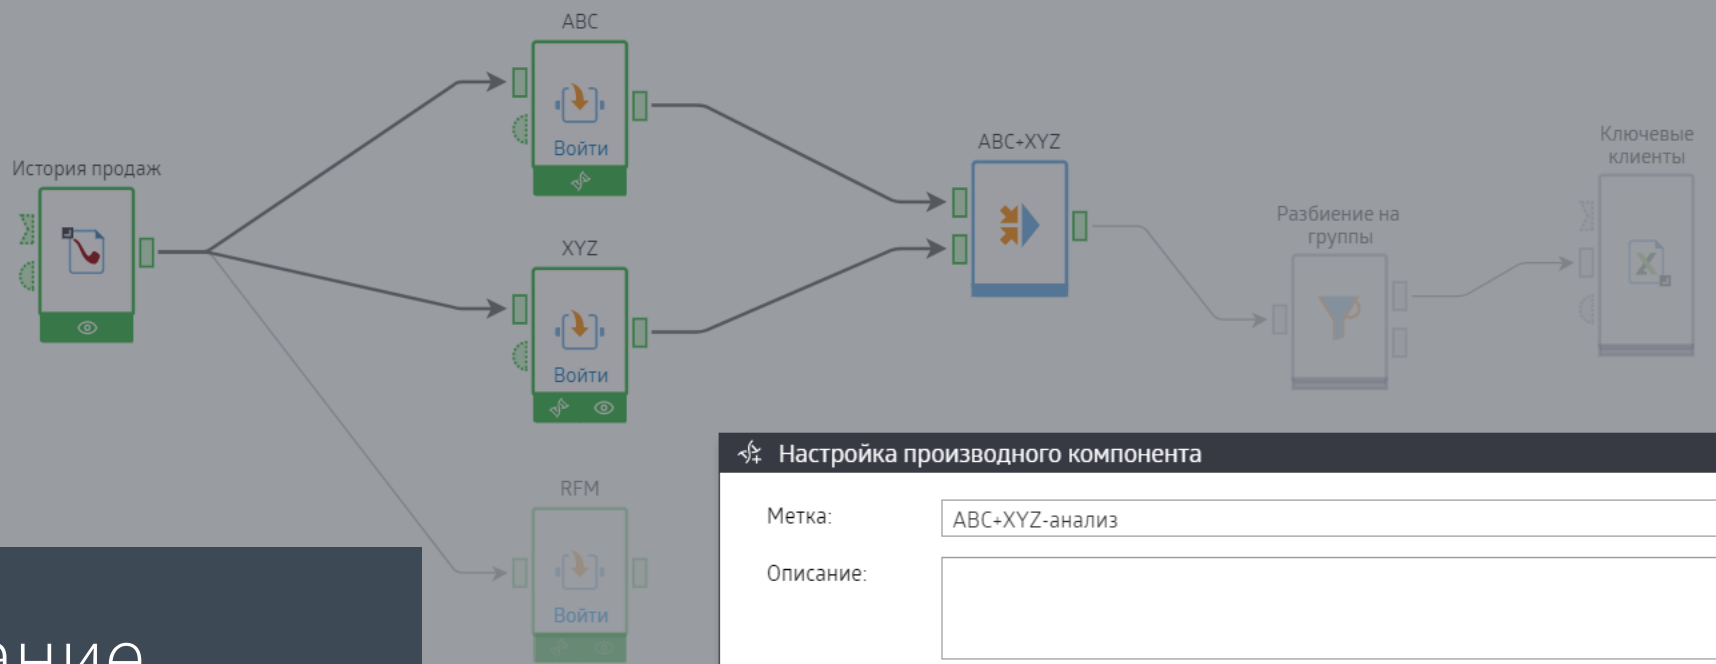 ABC
Войти
История продаж
XYZ
Войти
ABC+XYZ
Разбиение на
группы
Ключевые
клиенты
RFM
Войти
Настройка производного компонента
Метка:
ABC+XYZ-анализ
Описание: